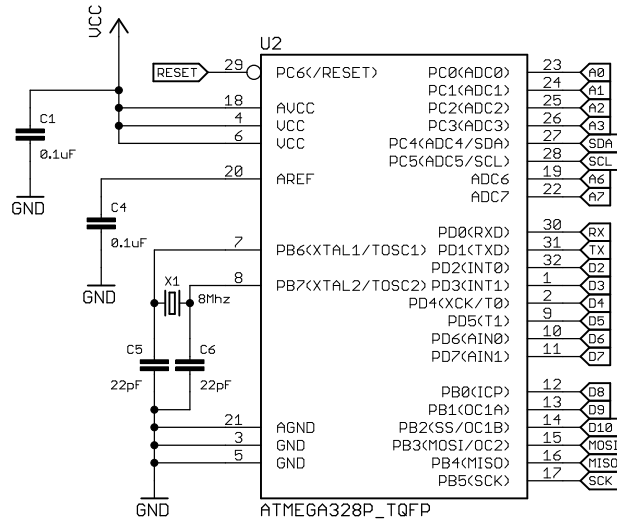 VCC
U2
RESET 29 PC6(/RESET) PC0(ADC0) 23 A0
PC1(ADC1) 24 A1
18 AVCC PC2(ADC2) 25 A2
C1 4 VCC PC3(ADC3) 26 A3
6 VCC PC4(ADC4/SDA) 27 SDA
0.1uF PC5(ADC5/SCL) 28 SCL
20 AREF ADC6 19 A6
GND ADC7 22 A7
C4
PD0(RXD) 30 RX
0.1uF 7 PB6(XTAL1/TOSC1) PD1(TXD) 31 TX
PD2(INT0) 32 D2
X1 8 PB7(XTAL2/TOSC2) PD3(INT1) 1 D3
GND 8Mhz PD4(XCK/T0) 2 D4
PD5(T1) 9 D5
PD6(AIN0) 10 D6
C5 C6 PD7(AIN1) 11 D7
22pF 22pF
PB0(ICP) 12 D8
PB1(OC1A) 13 D9
21 AGND PB2(SS/OC1B) 14 D10
3 GND PB3(MOSI/OC2) 15 MOSI
5 GND PB4(MISO) 16 MISO
PB5(SCK) 17 SCK
GND ATMEGA328P_TQFP